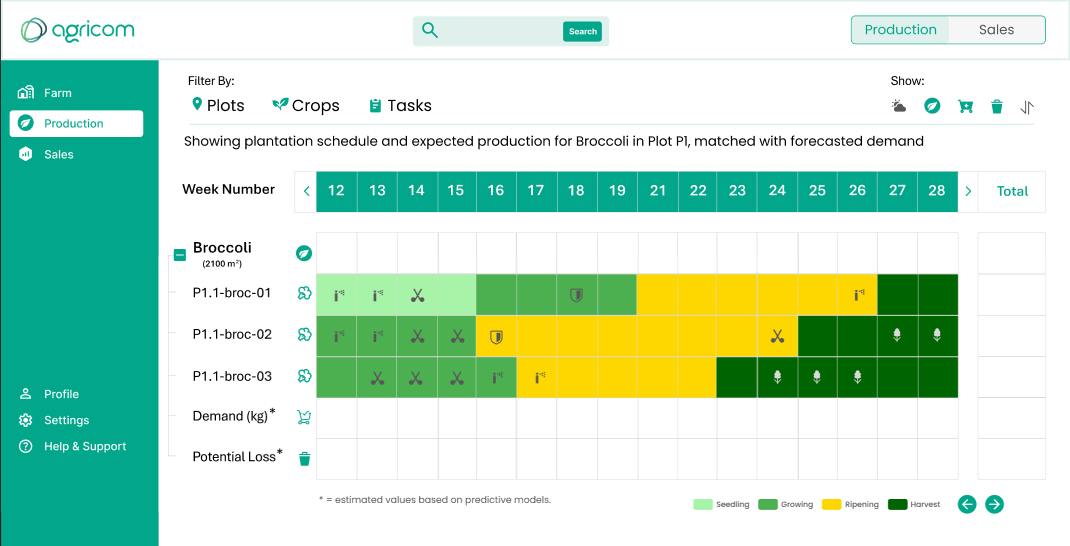 agricom
Search
Production Sales
Farm
Production
Sales
Profile
Settings
Help & Support
Filter By:
Plots Crops Tasks
Show:
Showing plantation schedule and expected production for Broccoli in Plot P1, matched with forecasted demand
Week Number < 12 13 14 15 16 17 18 19 21 22 23 24 25 26 27 28 > Total
Broccoli
(2100 m²)
P1.1-broc-01
P1.1-broc-02
P1.1-broc-03
Demand (kg)*
Potential Loss*
* = estimated values based on predictive models.
Seedling Growing Ripening Harvest